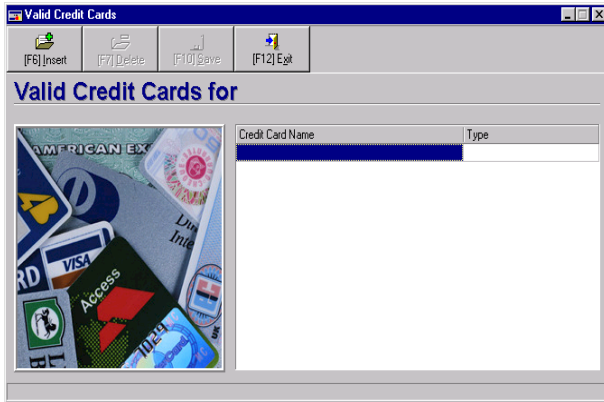 Valid Credit Cards
[F6] Insert [F7] Delete [F10] Save [F12] Exit
Valid Credit Cards for
Credit Card Name Type
AMERICAN EX
VISA
Access
UK